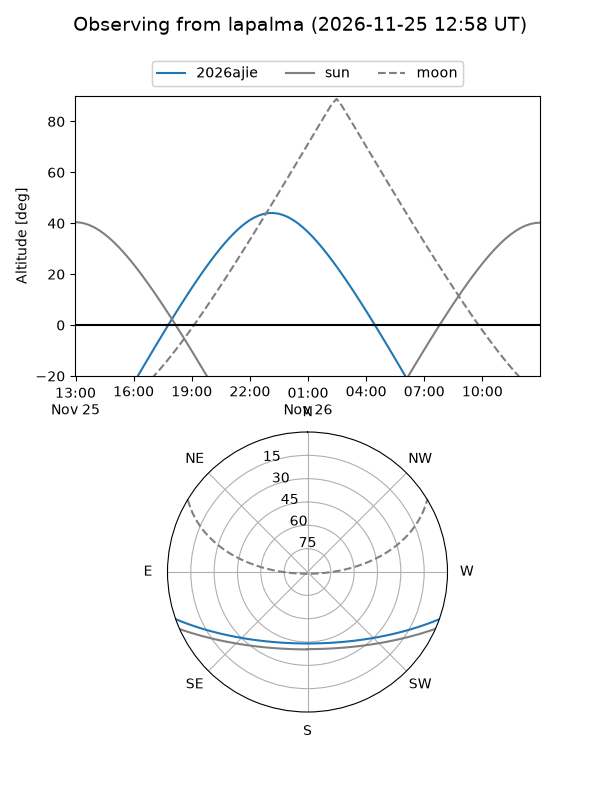 Observing from lapalma (2026-11-25 12:58 UT)
2026ajie sun moon
Altitude [deg]
80
60
40
20
0
−20
13:00 16:00 19:00 22:00 01:00 04:00 07:00 10:00
Nov 25 Nov 26
N
NE NW
15
30
45
60
75
E W
SE SW
S